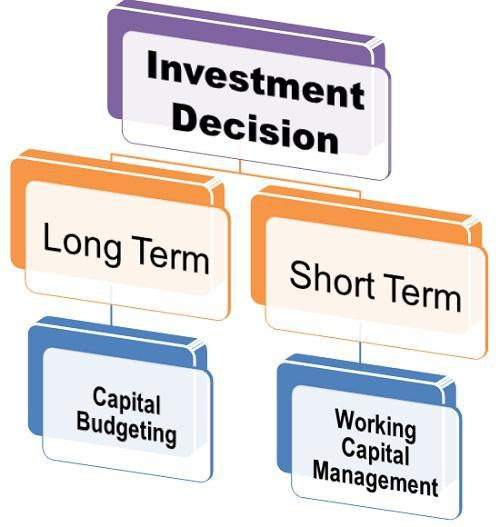 Investment
Decision
Long Term
Short Term
Capital
Budgeting
Working
Capital
Management